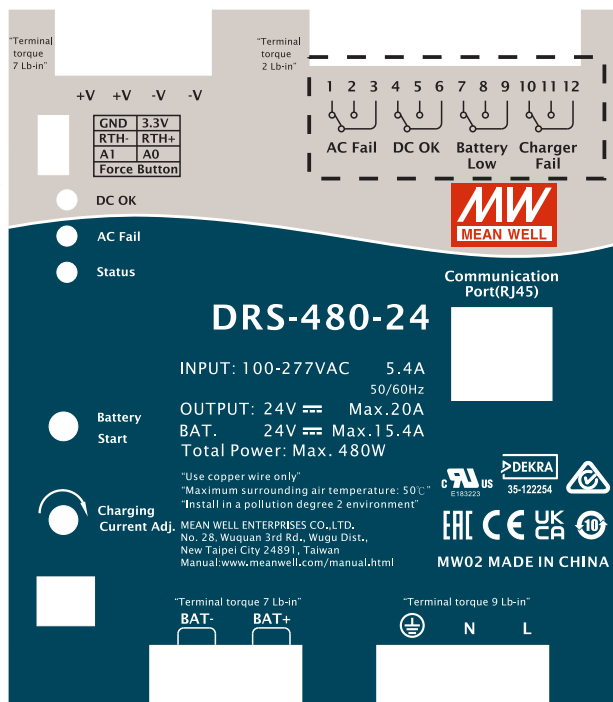 "Terminal
torque
7 Lb-in"
"Terminal
torque
2 Lb-in"
+V +V -V -V
1 2 3 4 5 6 7 8 9 10 11 12
AC Fail DC OK Battery Low Charger Fail
GND 3.3V
RTH- RTH+
A1 A0
Force Button
DC OK
AC Fail
Status
MW
MEAN WELL
Communication
Port(RJ45)
DRS-480-24
INPUT: 100-277VAC 5.4A
50/60Hz
OUTPUT: 24V Max.20A
BAT. 24V Max.15.4A
Total Power: Max. 480W
Battery
Start
"Use copper wire only"
"Maximum surrounding air temperature: 50℃"
"Install in a pollution degree 2 environment"
Charging
Current Adj.
MEAN WELL ENTERPRISES CO.,LTD.
No. 28, Wuquan 3rd Rd., Wugu Dist.,
New Taipei City 24891, Taiwan
Manual:www.meanwell.com/manual.html
C RU US
E183223
DEKRA
35-122254
EAC CE UK CA 10
MW02 MADE IN CHINA
"Terminal torque 7 Lb-in"
BAT- BAT+
"Terminal torque 9 Lb-in"
N L